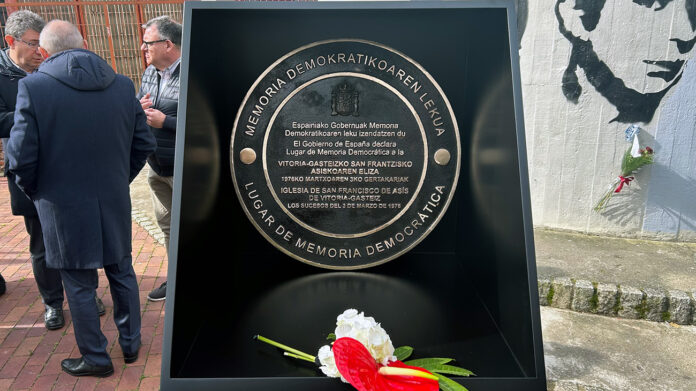 MEMORIA DEMOKRATIKOAREN LEKUA
Espainiako Gobernuak Memoria
Demokratikoaren leku izendatzen du
El Gobierno de España declara
Lugar de Memoria Democrática a la
VITORIA-GASTEIZKO SAN FRANTZISKO
ASISKOAREN ELIZA
1976KO MARTXOAREN 3KO GERTAKARIAK
IGLESIA DE SAN FRANCISCO DE ASÍS
DE VITORIA-GASTEIZ
LOS SUCESOS DEL 3 DE MARZO DE 1976
LUGAR DE MEMORIA DEMOCRÁTICA